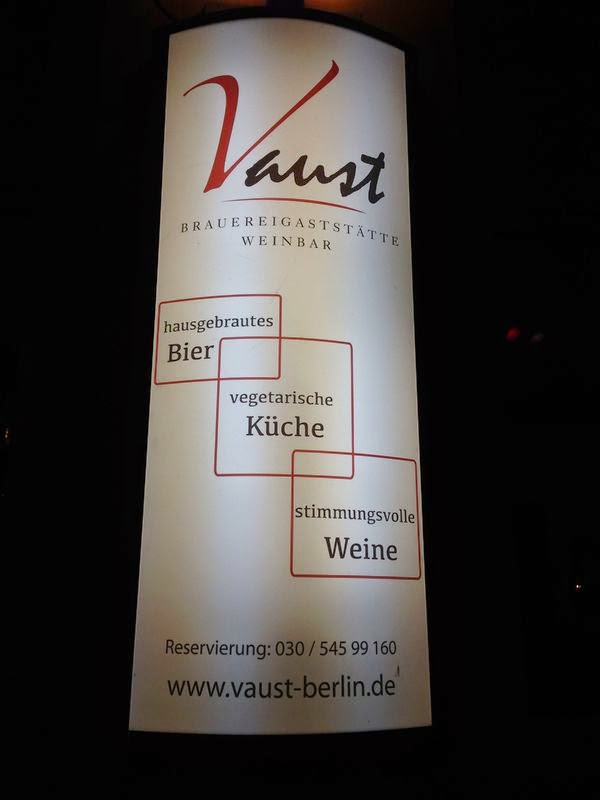 Vaust
BRAUEREIGASTSTÄTTE
WEINBAR
hausgebrautes
Bier
vegetarische
Küche
stimmungsvolle
Weine
Reservierung: 030 / 545 99 160
www.vaust-berlin.de